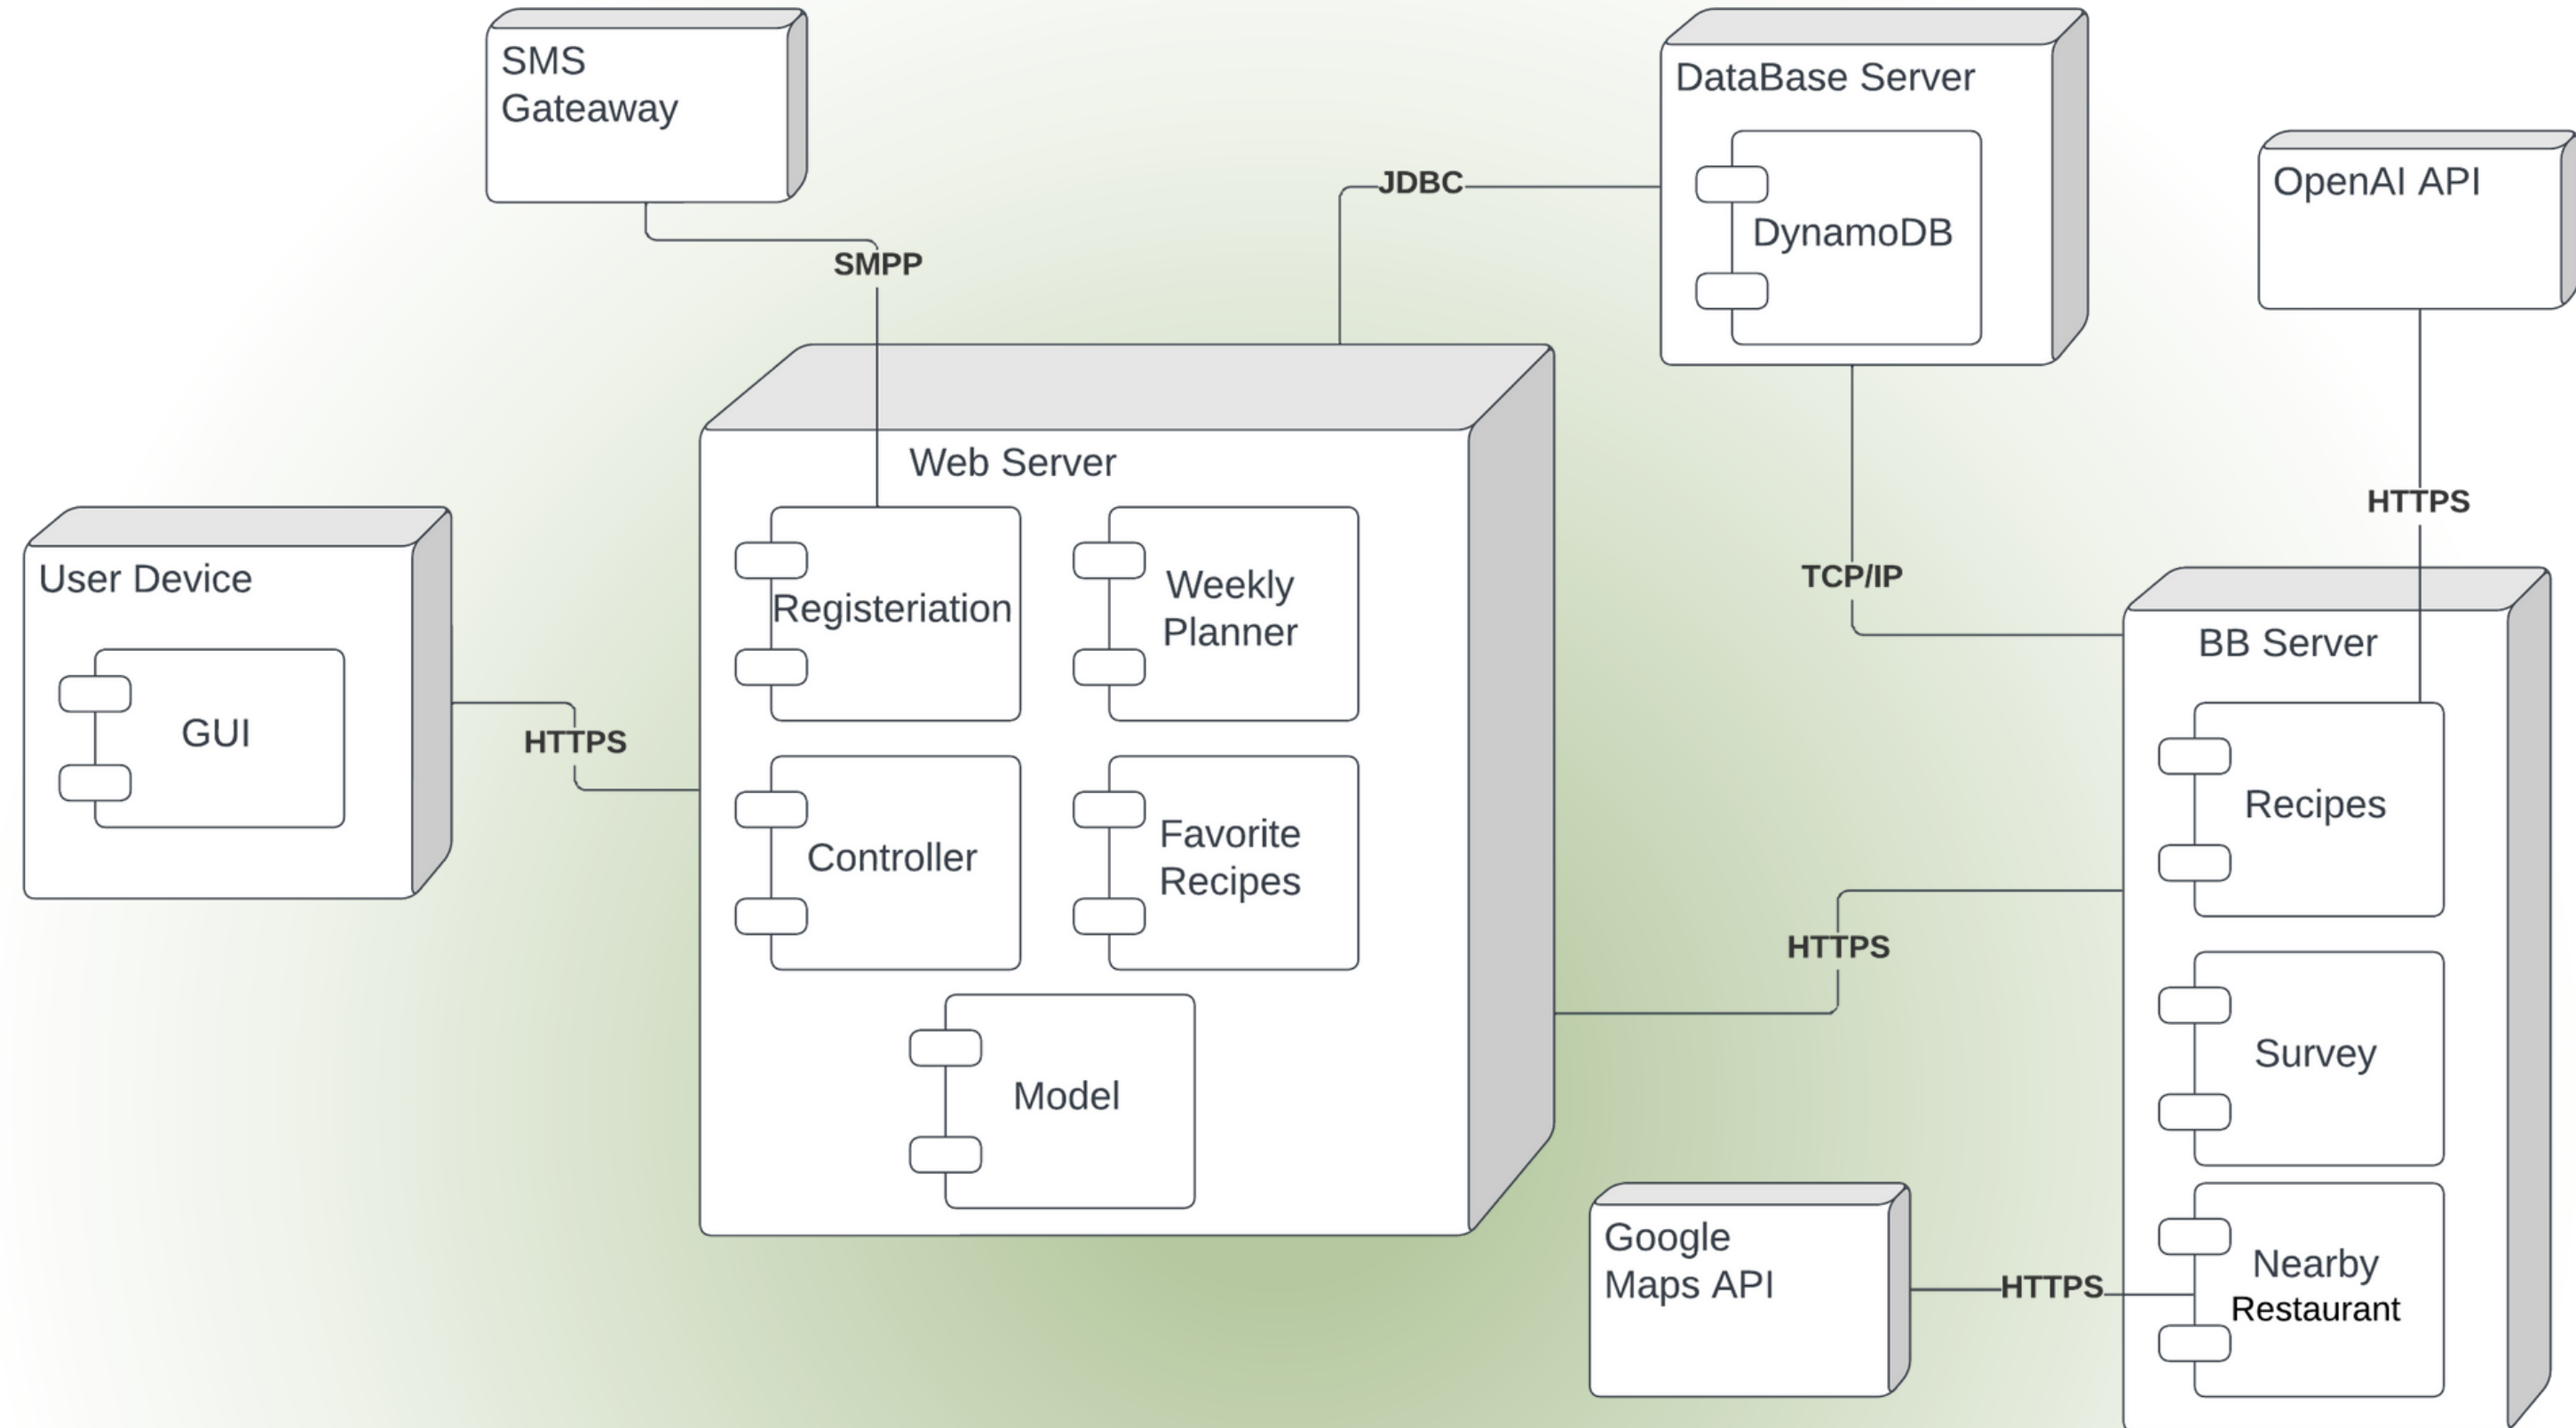 SMS
Gateaway
DataBase Server
JDBC
OpenAI API
DynamoDB
SMPP
Web Server
HTTPS
User Device
TCP/IP
Registeriation
Weekly
Planner
BB Server
GUI
HTTPS
Recipes
Controller
Favorite
Recipes
HTTPS
Survey
Model
Google
Maps API
HTTPS
Nearby
Restaurant